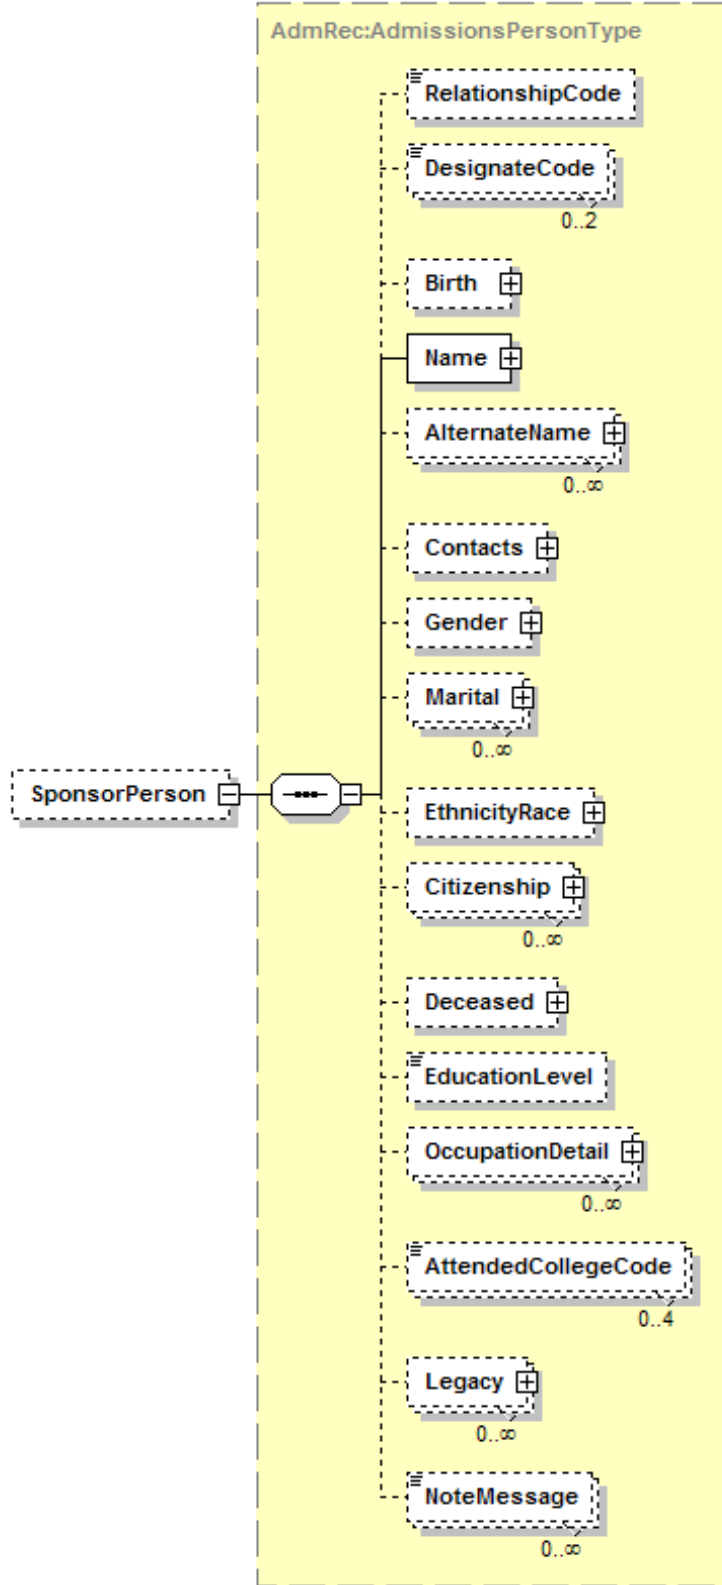 AdmRec:AdmissionsPersonType
RelationshipCode
DesignateCode
0..2
Birth
Name
AlternateName
0..∞
Contacts
Gender
Marital
0..∞
SponsorPerson
EthnicityRace
Citizenship
0..∞
Deceased
EducationLevel
OccupationDetail
0..∞
AttendedCollegeCode
0..4
Legacy
0..∞
NoteMessage
0..∞